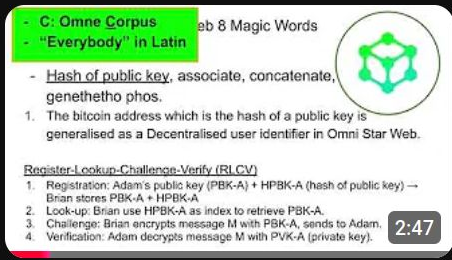 - C: Omne Corpus
eb 8 Magic Words
- "Everybody" in Latin
- Hash of public key, associate, concatenate,
genethetho phos.
1. The bitcoin address which is the hash of a public key is
generalised as a Decentralised user identifier in Omni Star Web.
Register-Lookup-Challenge-Verify (RLCV)
1. Registration: Adam's public key (PBK-A) + HPBK-A (hash of public key) →
Brian stores PBK-A + HPBK-A
2. Look-up: Brian use HPBK-A as index to retrieve PBK-A.
3. Challenge: Brian encrypts message M with PBK-A, sends to Adam.
4. Verification: Adam decrypts message M with PVK-A (private key).
2:47